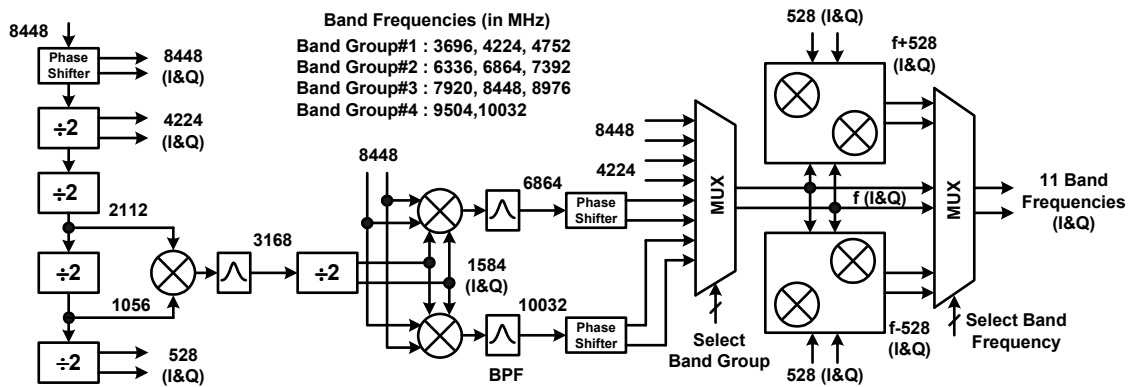 8448
Phase
Shifter
8448
(I&Q)
÷2
4224
(I&Q)
÷2
2112
÷2
1056
÷2
528
(I&Q)
3168
÷2
Band Frequencies (in MHz)
Band Group#1 : 3696, 4224, 4752
Band Group#2 : 6336, 6864, 7392
Band Group#3 : 7920, 8448, 8976
Band Group#4 : 9504,10032
8448
1584
(I&Q)
6864
Phase
Shifter
10032
Phase
Shifter
BPF
8448
4224
MUX
Select
Band Group
528 (I&Q)
f+528
(I&Q)
f (I&Q)
f-528
(I&Q)
528 (I&Q)
MUX
Select Band
Frequency
11 Band
Frequencies
(I&Q)